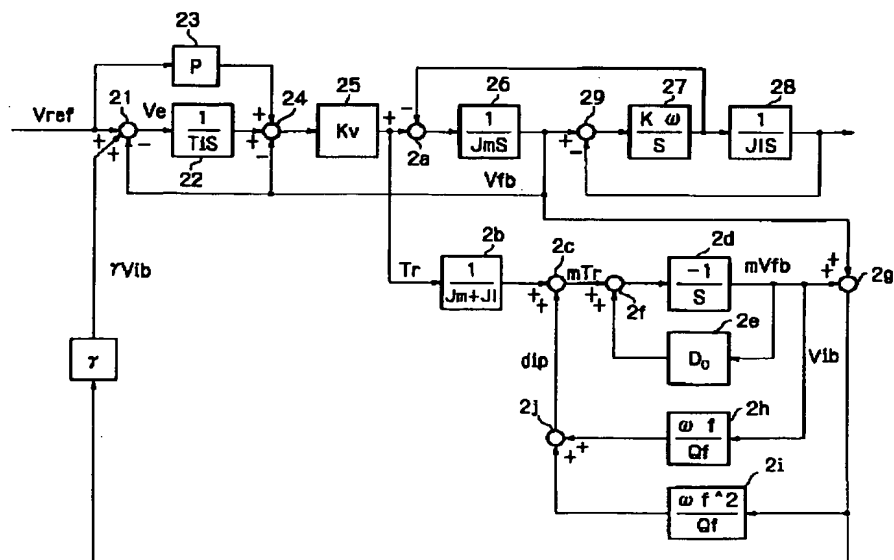 23
P
Vref
21
Ve
1
TiS
22
24
25
Kv
26
1
JmS
2a
29
27
K ω
S
28
1
JlS
Vfb
γVib
Tr
2b
1
Jm+Jl
2c
mTr
2f
2d
-1
S
mVfb
2g
2e
D₀
Vib
dip
γ
2j
2h
ω f
Qf
2i
ω f^2
Qf